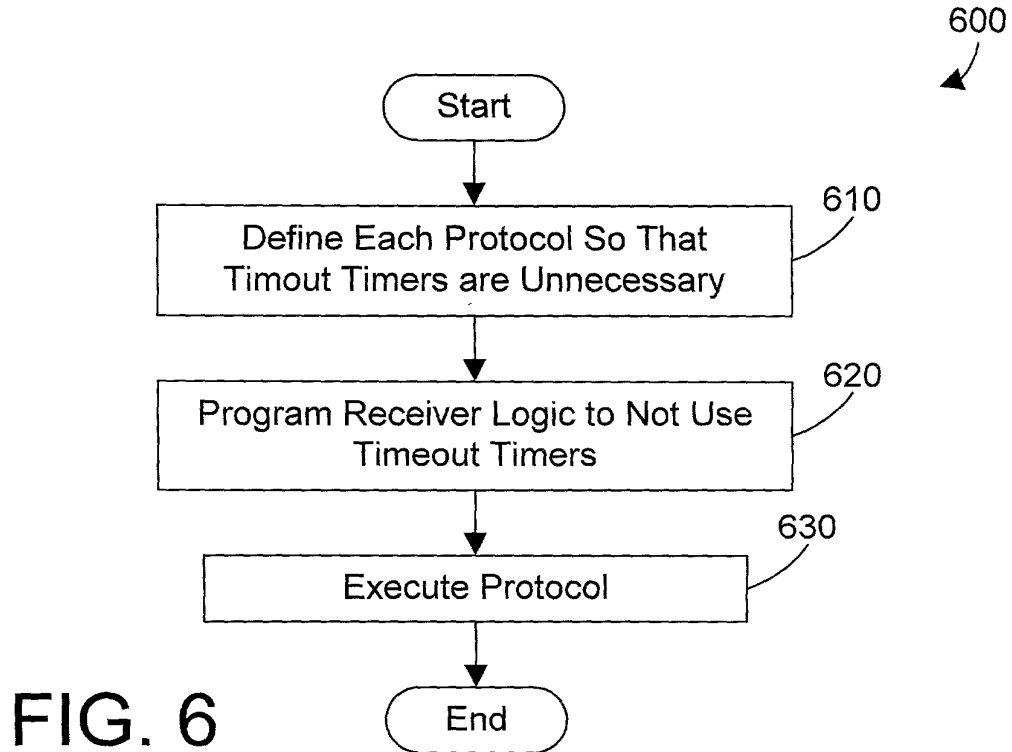 600
Start
610
Define Each Protocol So That
Timout Timers are Unnecessary
620
Program Receiver Logic to Not Use
Timeout Timers
630
Execute Protocol
End
FIG. 6